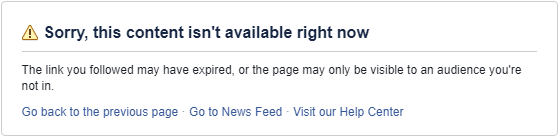 Sorry, this content isn't available right now
The link you followed may have expired, or the page may only be visible to an audience you're
not in.
Go back to the previous page · Go to News Feed · Visit our Help Center